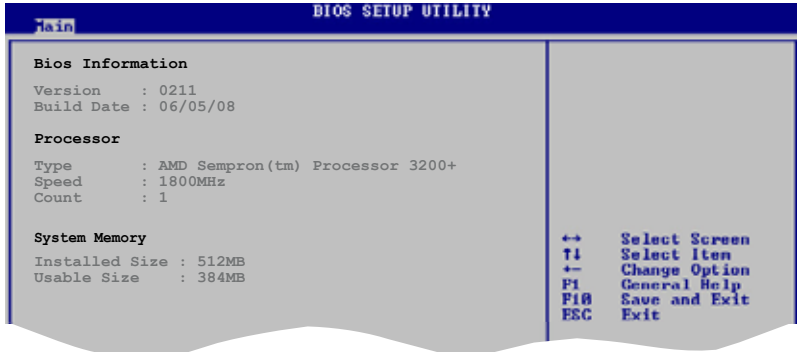 BIOS SETUP UTILITY
Main
Bios Information
Version : 0211
Build Date : 06/05/08
Processor
Type : AMD Sempron(tm) Processor 3200+
Speed : 1800MHz
Count : 1
System Memory
Installed Size : 512MB
Usable Size : 384MB
←→ Select Screen
↑↓ Select Item
+- Change Option
F1 General Help
F10 Save and Exit
ESC Exit